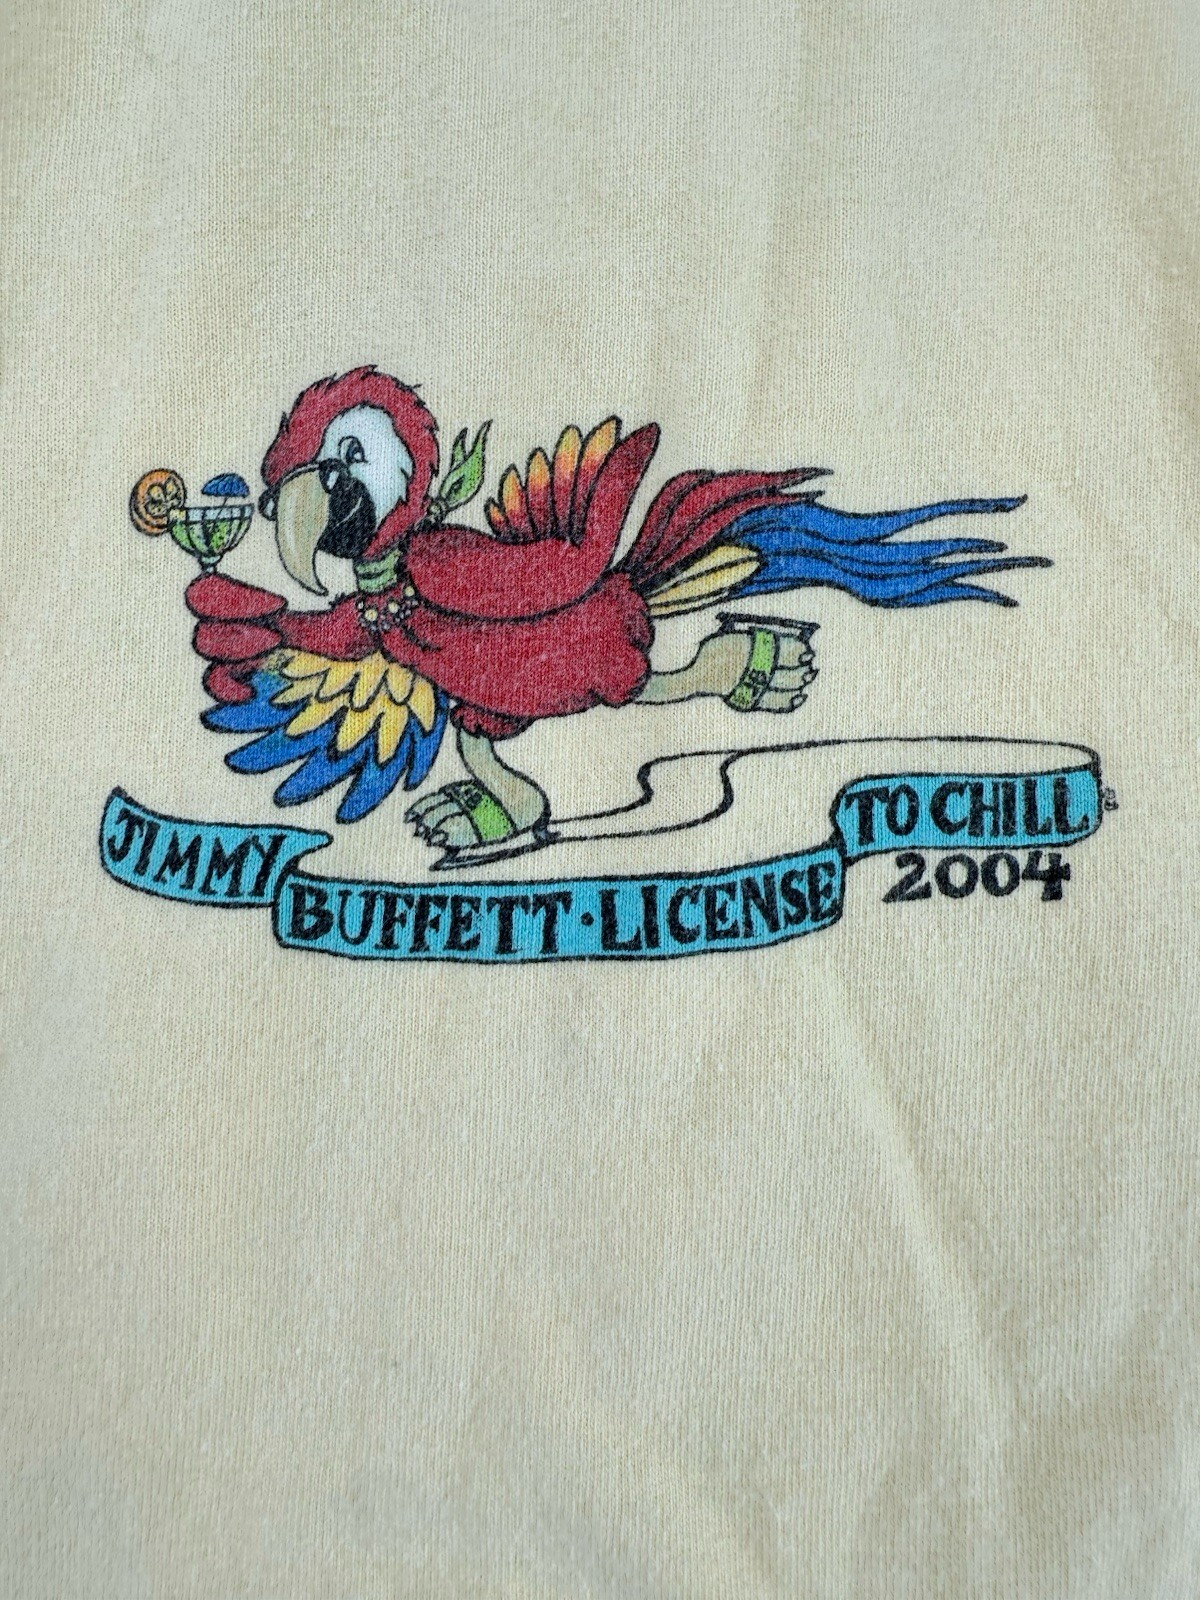 JIMMY
BUFFETT · LICENSE
TO CHILL
2004